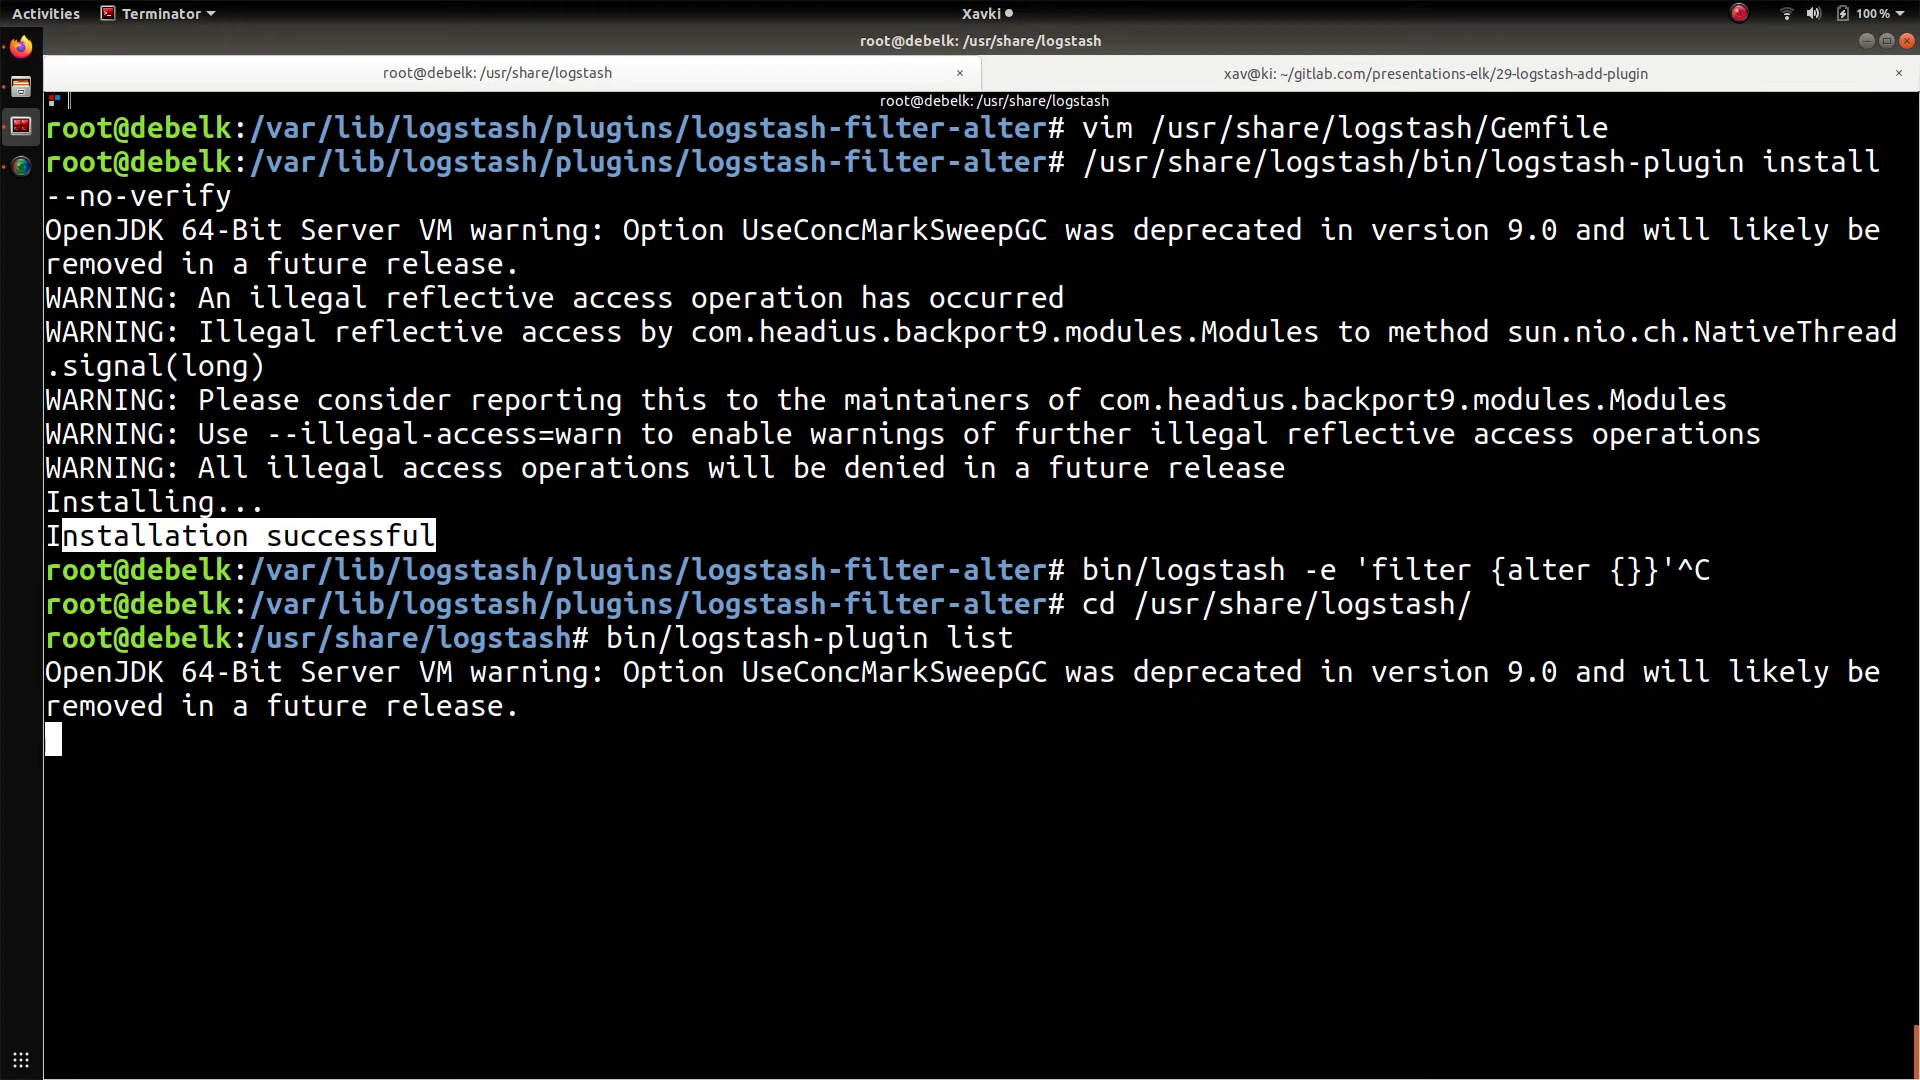 Activities Terminator Xavki 100 %
root@debelk: /usr/share/logstash
root@debelk: /usr/share/logstash × xav@ki: ~/gitlab.com/presentations-elk/29-logstash-add-plugin ×
root@debelk: /usr/share/logstash
root@debelk:/var/lib/logstash/plugins/logstash-filter-alter# vim /usr/share/logstash/Gemfile
root@debelk:/var/lib/logstash/plugins/logstash-filter-alter# /usr/share/logstash/bin/logstash-plugin install
--no-verify
OpenJDK 64-Bit Server VM warning: Option UseConcMarkSweepGC was deprecated in version 9.0 and will likely be
removed in a future release.
WARNING: An illegal reflective access operation has occurred
WARNING: Illegal reflective access by com.headius.backport9.modules.Modules to method sun.nio.ch.NativeThread
.signal(long)
WARNING: Please consider reporting this to the maintainers of com.headius.backport9.modules.Modules
WARNING: Use --illegal-access=warn to enable warnings of further illegal reflective access operations
WARNING: All illegal access operations will be denied in a future release
Installing...
Installation successful
root@debelk:/var/lib/logstash/plugins/logstash-filter-alter# bin/logstash -e 'filter {alter {}}'^C
root@debelk:/var/lib/logstash/plugins/logstash-filter-alter# cd /usr/share/logstash/
root@debelk:/usr/share/logstash# bin/logstash-plugin list
OpenJDK 64-Bit Server VM warning: Option UseConcMarkSweepGC was deprecated in version 9.0 and will likely be
removed in a future release.